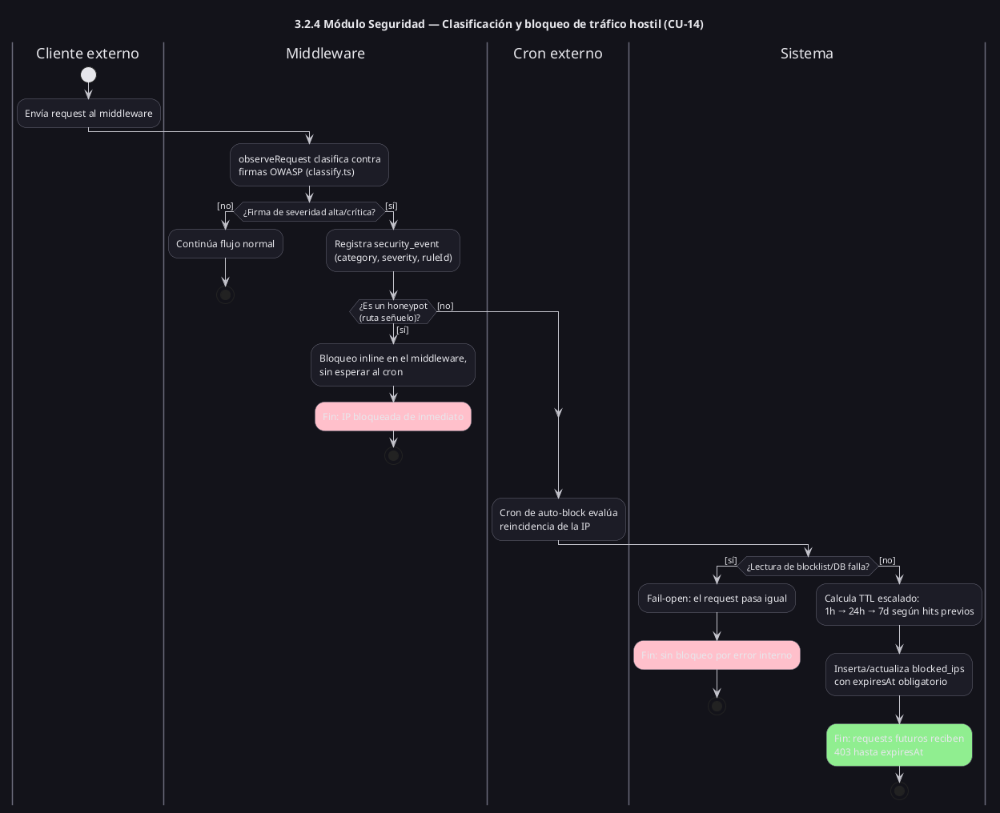 3.2.4 Módulo Seguridad — Clasificación y bloqueo de tráfico hostil (CU-14)
Cliente externo
Middleware
Cron externo
Sistema
Envía request al middleware
observeRequest clasifica contra
firmas OWASP (classify.ts)
¿Firma de severidad alta/crítica?
[no]
[sí]
Continúa flujo normal
Registra security_event
(category, severity, ruleId)
¿Es un honeypot
(ruta señuelo)?
[no]
[sí]
Bloqueo inline en el middleware,
sin esperar al cron
Fin: IP bloqueada de inmediato
Cron de auto-block evalúa
reincidencia de la IP
¿Lectura de blocklist/DB falla?
[sí]
[no]
Fail-open: el request pasa igual
Fin: sin bloqueo por error interno
Calcula TTL escalado:
1h → 24h → 7d según hits previos
Inserta/actualiza blocked_ips
con expiresAt obligatorio
Fin: requests futuros reciben
403 hasta expiresAt